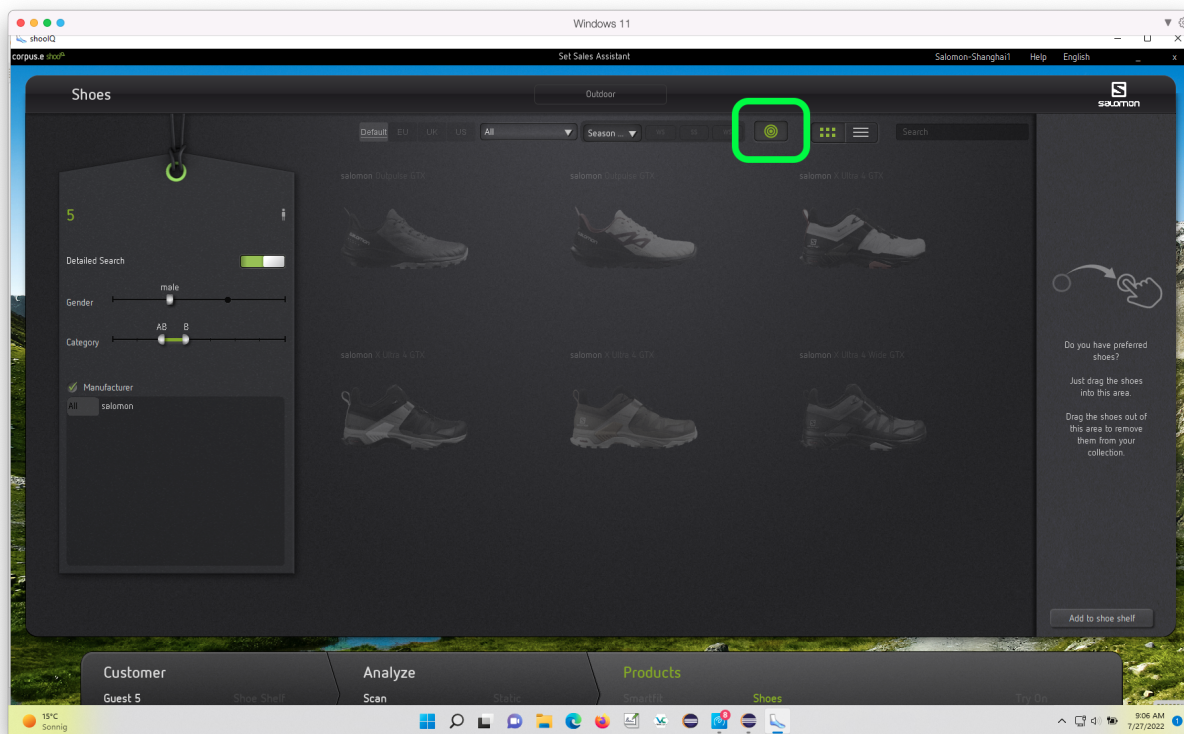 Windows 11
shoolQ
corpus.e shoolQ
Set Sales Assistant
Salomon-Shanghai1 Help English _ x
Shoes
Outdoor
salomon
Default EU UK US All Season ... Search
salomon Outpulse GTX
salomon Outpulse GTX
salomon X Ultra 4 GTX
5
i
Detailed Search
male
Gender
AB B
Category
salomon X Ultra 4 GTX
salomon X Ultra 4 GTX
salomon X Ultra 4 Wide GTX
Manufacturer
All salomon
Do you have preferred
shoes?
Just drag the shoes
into this area.
Drag the shoes out of
this area to remove
them from your
collection.
Add to shoe shelf
Customer
Analyze
Products
Guest 5
Shoe Shelf
Scan
Static
Smartfit
Shoes
Try On
15°C
Sonnig
8
9:06 AM
7/27/2022
1